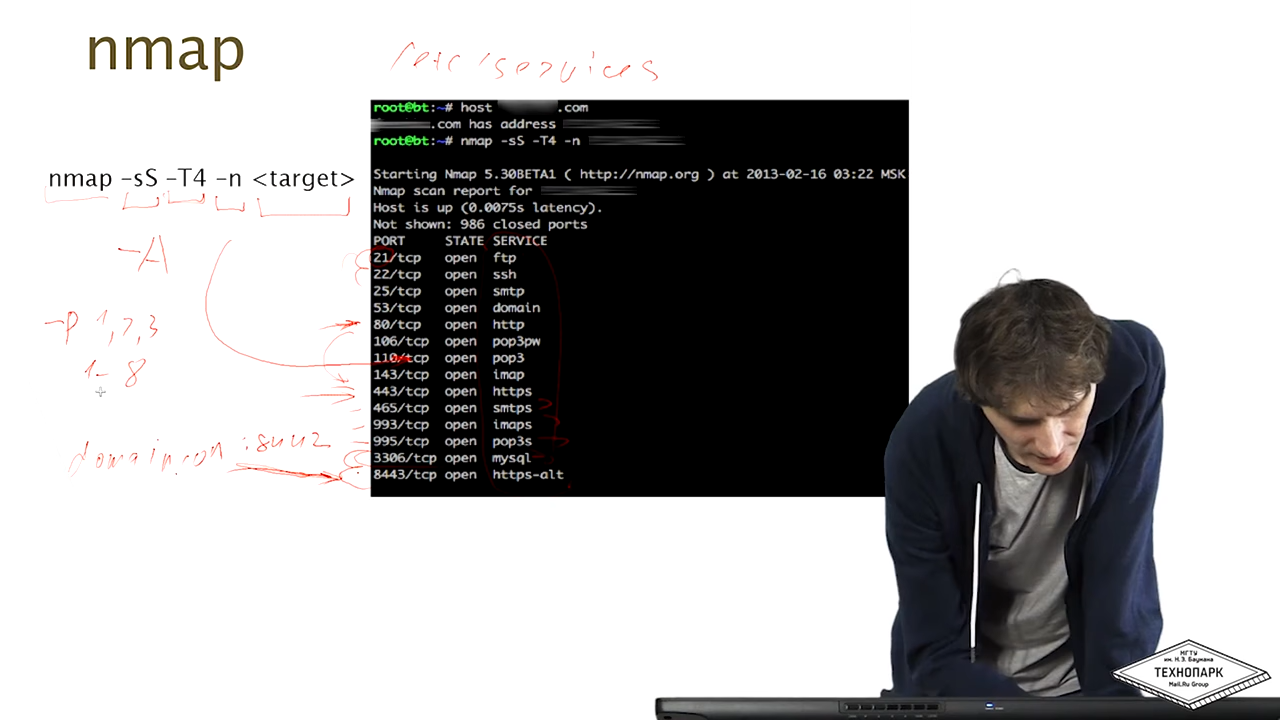 nmap
/etc/services
root@bt:~# host .com
.com has address
root@bt:~# nmap -sS -T4 -n
Starting Nmap 5.30BETA1 ( http://nmap.org ) at 2013-02-16 03:22 MSK
Nmap scan report for
Host is up (0.0075s latency).
Not shown: 986 closed ports
PORT STATE SERVICE
21/tcp open ftp
22/tcp open ssh
25/tcp open smtp
53/tcp open domain
80/tcp open http
106/tcp open pop3pw
110/tcp open pop3
143/tcp open imap
443/tcp open https
465/tcp open smtps
993/tcp open imaps
995/tcp open pop3s
3306/tcp open mysql
8443/tcp open https-alt
nmap -sS -T4 -n <target>
-A
-p 1,2,3
1-8
МГТУ
им. Н.Э. Баумана
ТЕХНОПАРК
Mail.Ru Group